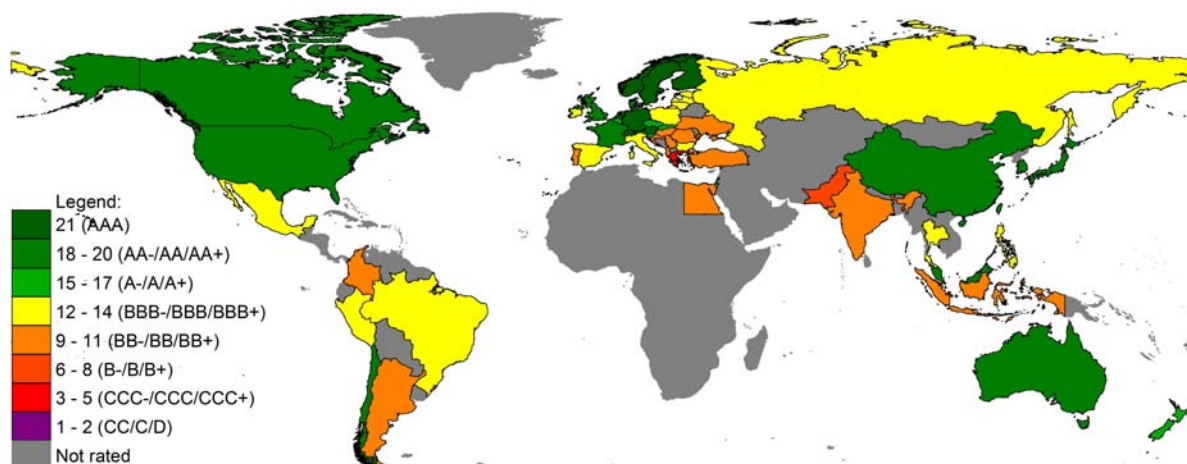 Legend:
21 (AAA)
18 - 20 (AA-/AA/AA+)
15 - 17 (A-/A/A+)
12 - 14 (BBB-/BBB/BBB+)
9 - 11 (BB-/BB/BB+)
6 - 8 (B-/B/B+)
3 - 5 (CCC-/CCC/CCC+)
1 - 2 (CC/C/D)
Not rated